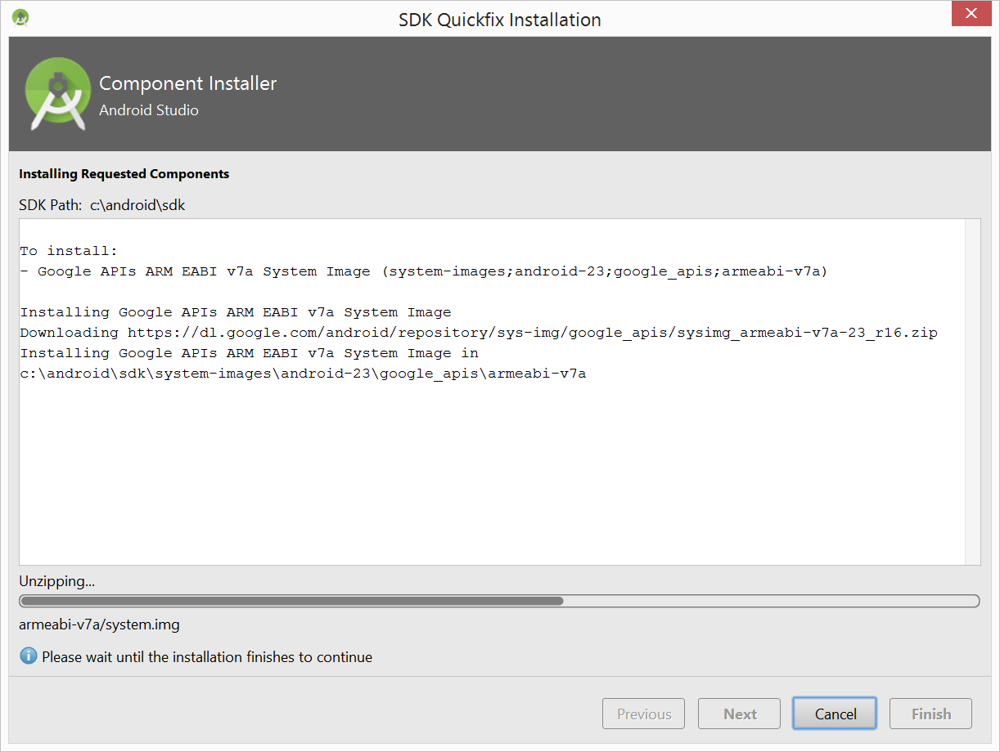 SDK Quickfix Installation
Component Installer
Android Studio
Installing Requested Components
SDK Path: c:\android\sdk
To install:
- Google APIs ARM EABI v7a System Image (system-images;android-23;google_apis;armeabi-v7a)
Installing Google APIs ARM EABI v7a System Image
Downloading https://dl.google.com/android/repository/sys-img/google_apis/sysimg_armeabi-v7a-23_r16.zip
Installing Google APIs ARM EABI v7a System Image in
c:\android\sdk\system-images\android-23\google_apis\armeabi-v7a
Unzipping...
armeabi-v7a/system.img
Please wait until the installation finishes to continue
Previous Next Cancel Finish